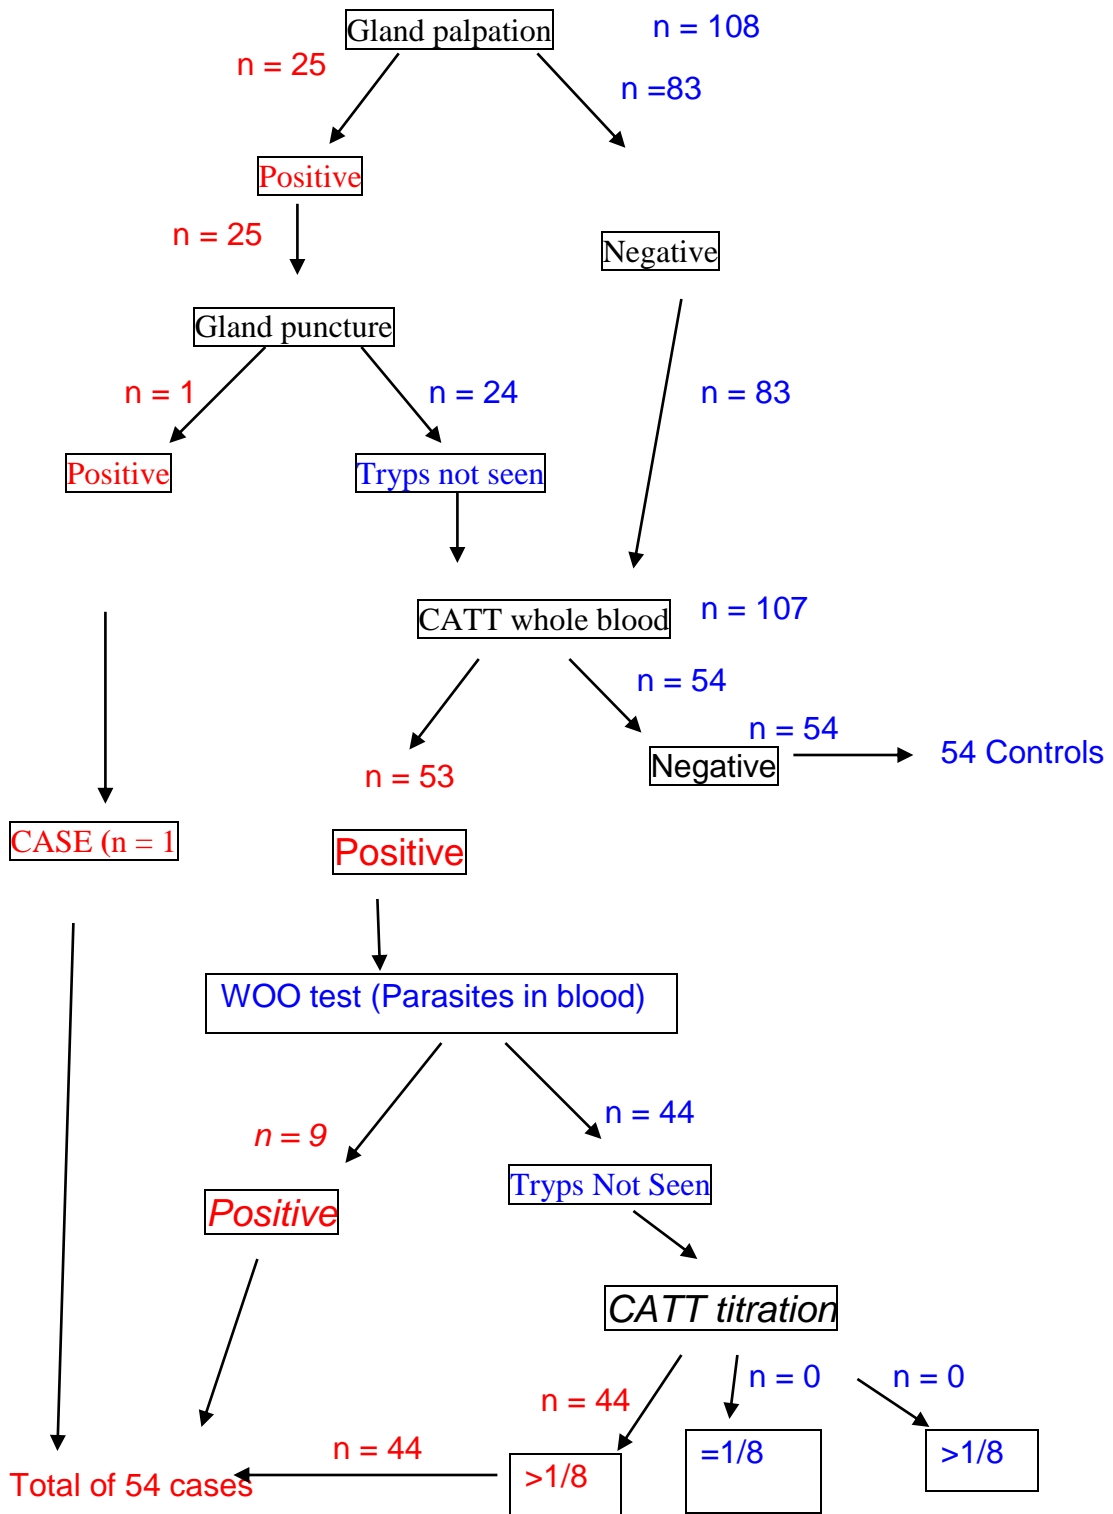 Gland palpation
n = 108
n = 25
n =83
Positive
n = 25
Negative
Gland puncture
n = 1
n = 24
n = 83
Positive
Tryps not seen
CATT whole blood
n = 107
n = 54
n = 54
54 Controls
n = 53
Negative
CASE (n = 1
Positive
WOO test (Parasites in blood)
n = 9
n = 44
Tryps Not Seen
Positive
CATT titration
n = 0
n = 0
n = 44
n = 44
=1/8
>1/8
>1/8
Total of 54 cases